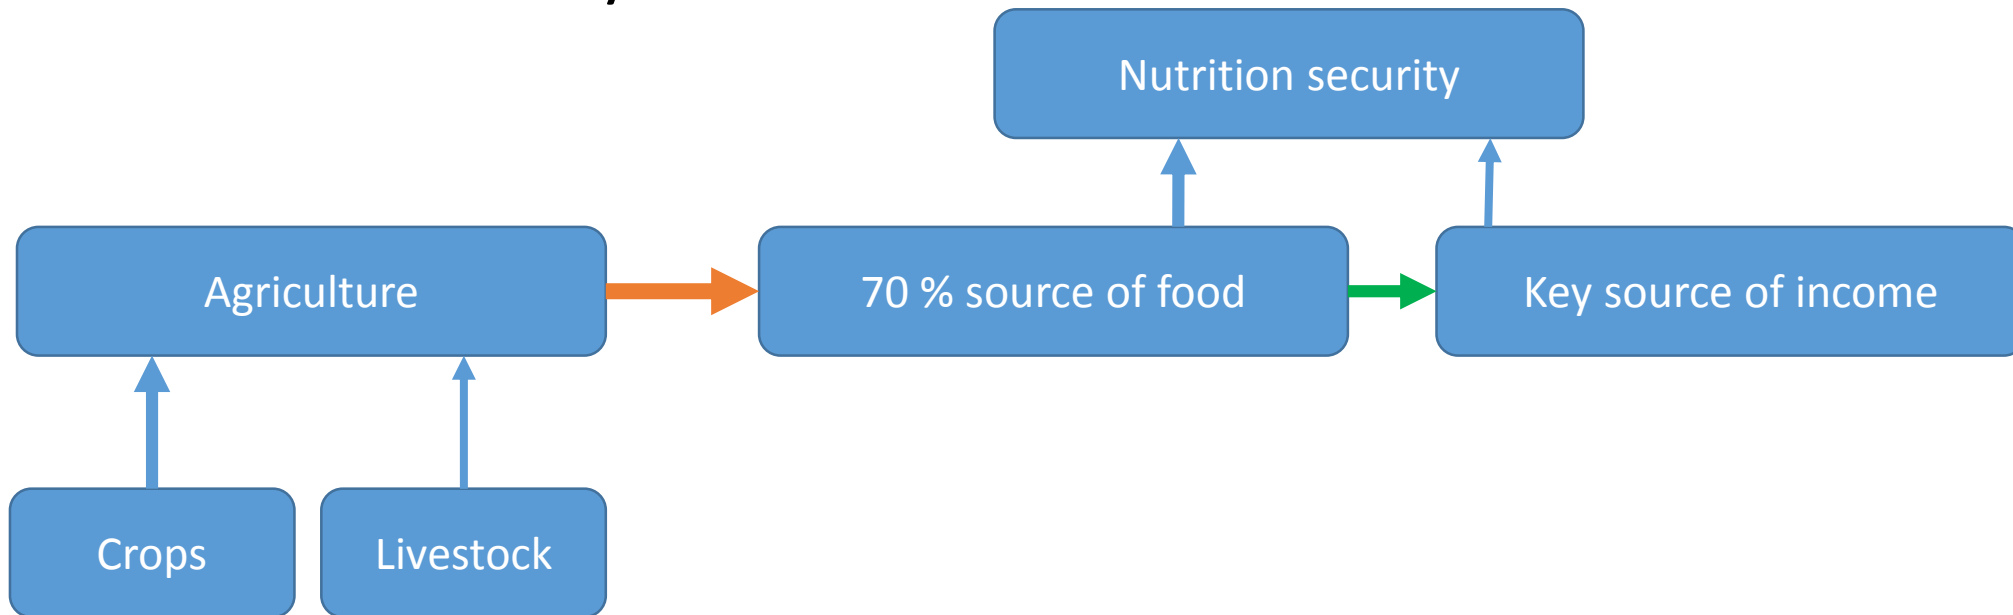 Nutrition security
Agriculture
70 % source of food
Key source of income
Crops
Livestock